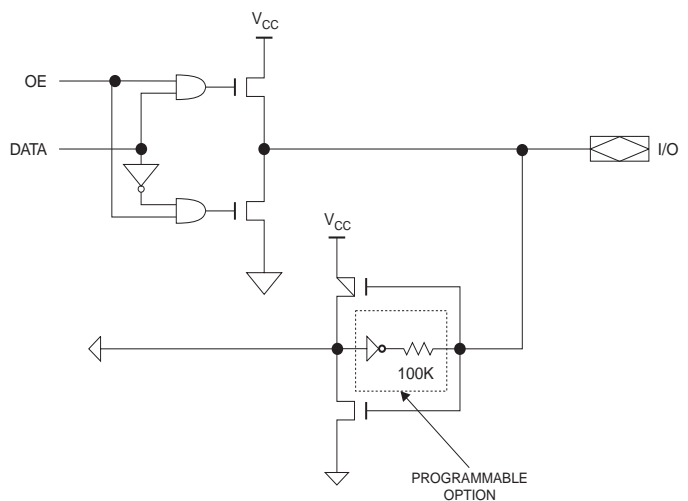 VCC
OE
DATA
I/O
VCC
100K
PROGRAMMABLE
OPTION